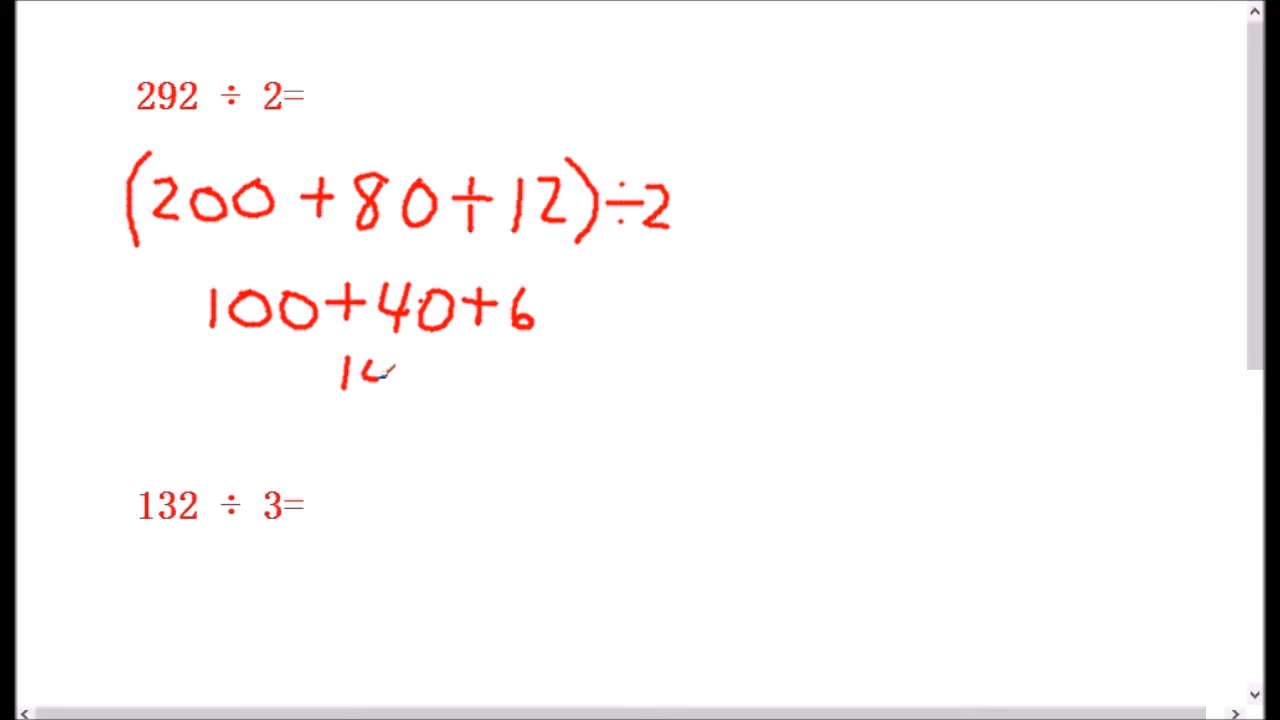 292 ÷ 2=
(200 + 80 + 12) ÷ 2
100 + 40 + 6
132 ÷ 3=